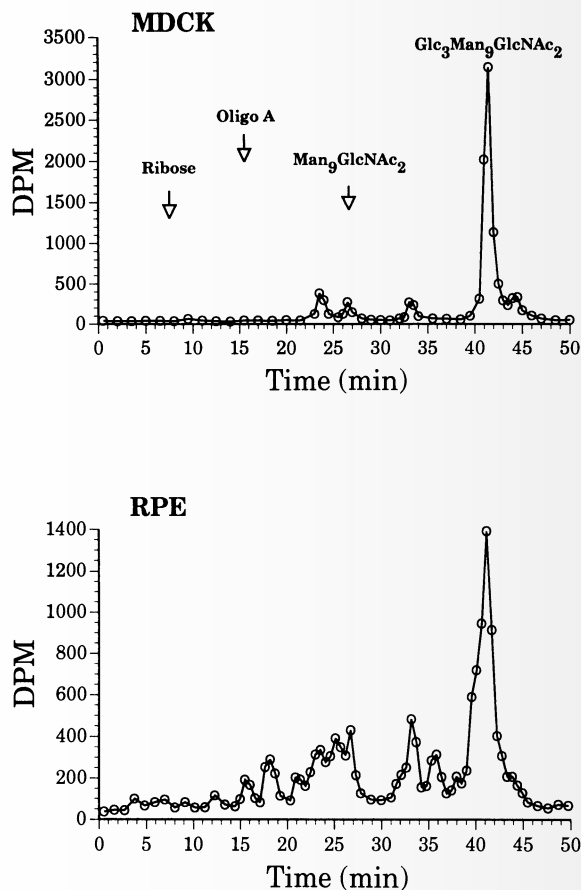 MDCK
Glc3Man9GlcNAc2
3500
3000
2500
2000
1500
1000
500
0
DPM
Oligo A
Ribose
Man9GlcNAc2
0 5 10 15 20 25 30 35 40 45 50
Time (min)
RPE
1400
1200
1000
800
600
400
200
0
DPM
0 5 10 15 20 25 30 35 40 45 50
Time (min)